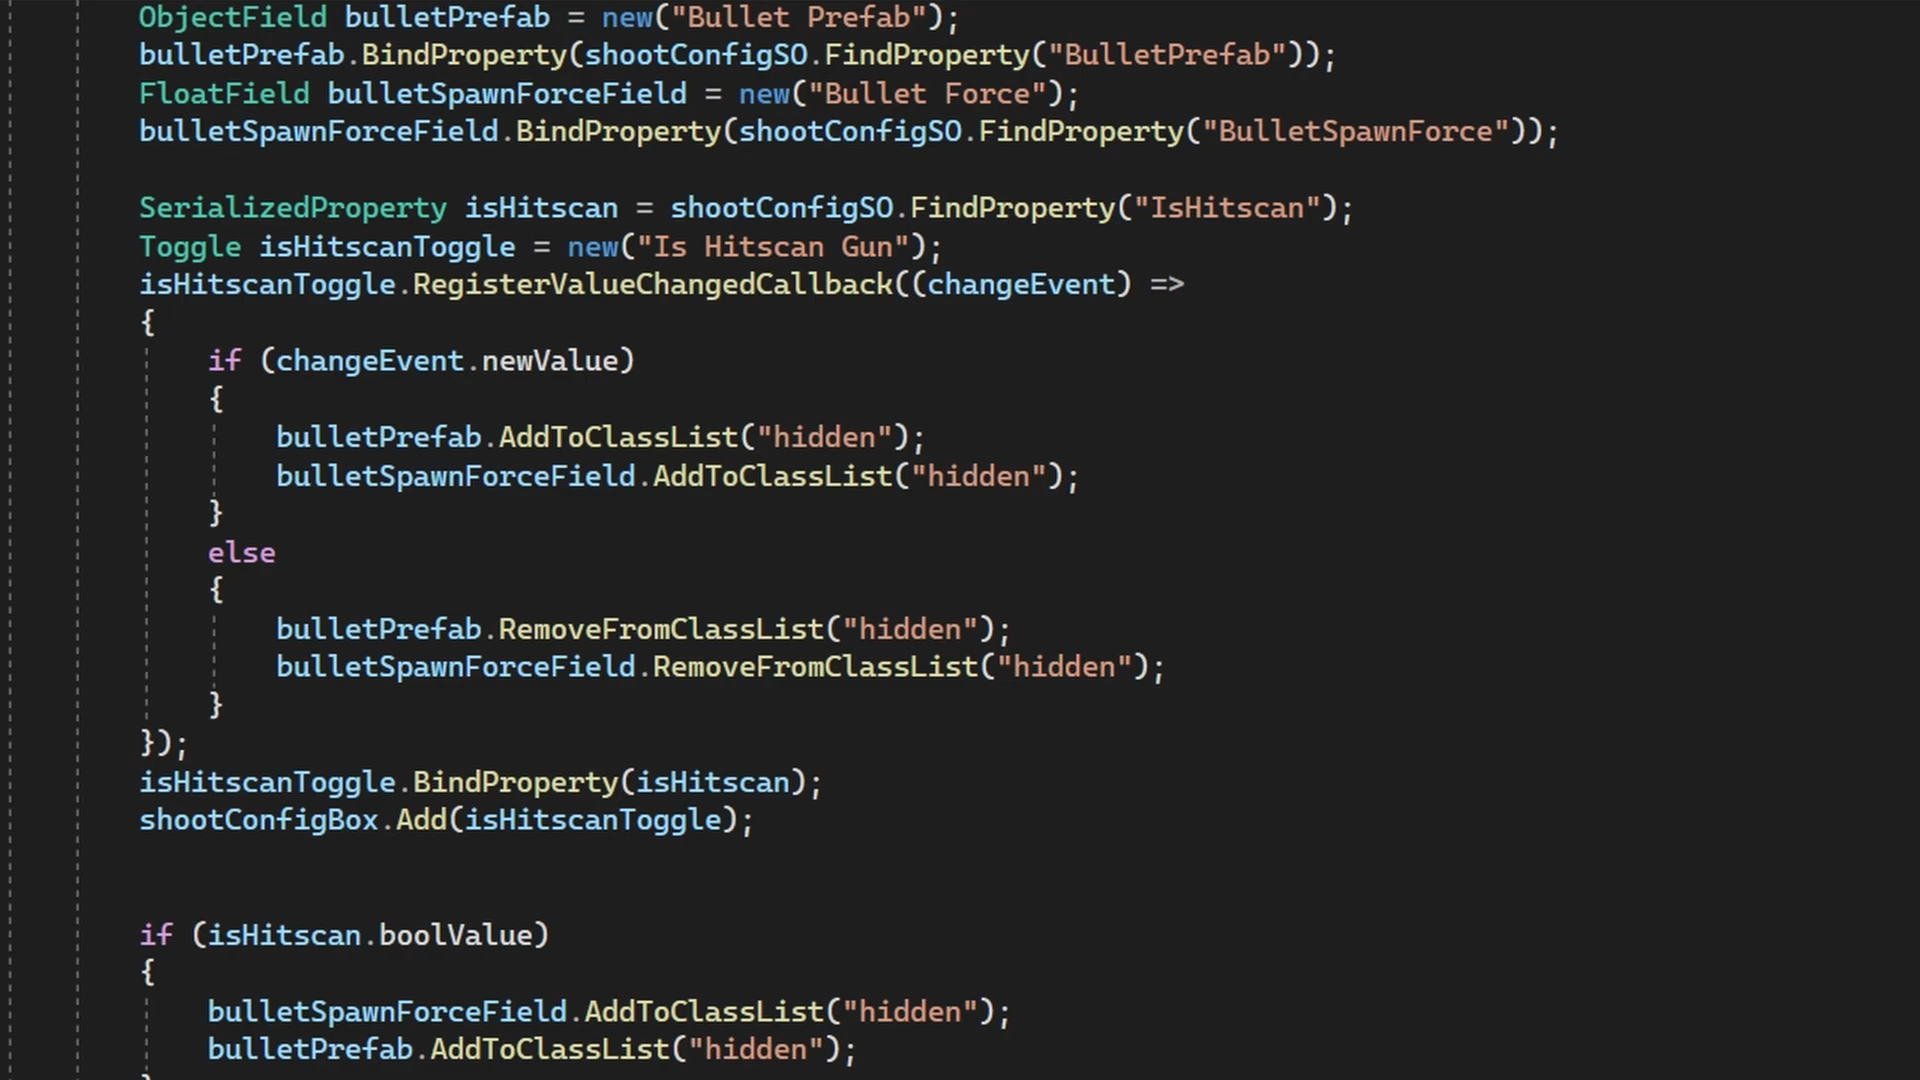 ObjectField bulletPrefab = new("Bullet Prefab");
bulletPrefab.BindProperty(shootConfigSO.FindProperty("BulletPrefab"));
FloatField bulletSpawnForceField = new("Bullet Force");
bulletSpawnForceField.BindProperty(shootConfigSO.FindProperty("BulletSpawnForce"));
SerializedProperty isHitscan = shootConfigSO.FindProperty("IsHitscan");
Toggle isHitscanToggle = new("Is Hitscan Gun");
isHitscanToggle.RegisterValueChangedCallback((changeEvent) =>
{
if (changeEvent.newValue)
{
bulletPrefab.AddToClassList("hidden");
bulletSpawnForceField.AddToClassList("hidden");
}
else
{
bulletPrefab.RemoveFromClassList("hidden");
bulletSpawnForceField.RemoveFromClassList("hidden");
}
});
isHitscanToggle.BindProperty(isHitscan);
shootConfigBox.Add(isHitscanToggle);
if (isHitscan.boolValue)
{
bulletSpawnForceField.AddToClassList("hidden");
bulletPrefab.AddToClassList("hidden");